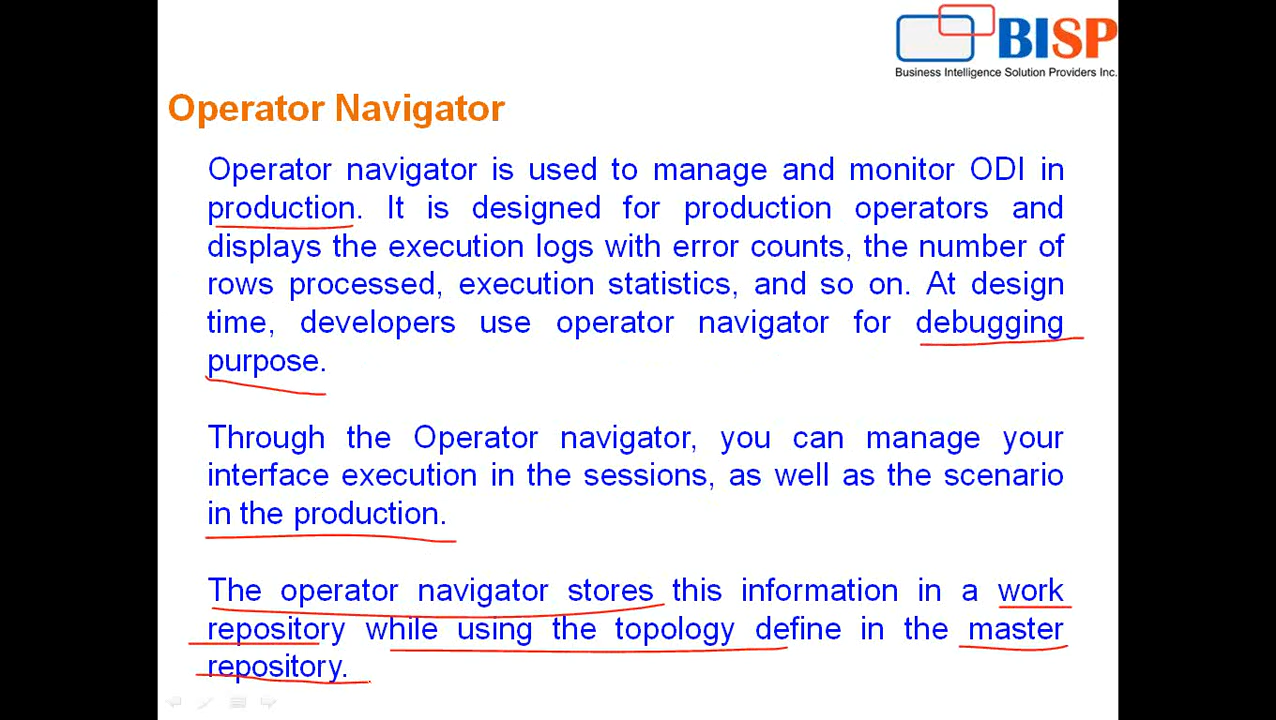 BISP
Business Intelligence Solution Providers Inc.
Operator Navigator
Operator navigator is used to manage and monitor ODI in
production. It is designed for production operators and
displays the execution logs with error counts, the number of
rows processed, execution statistics, and so on. At design
time, developers use operator navigator for debugging
purpose.
Through the Operator navigator, you can manage your
interface execution in the sessions, as well as the scenario
in the production.
The operator navigator stores this information in a work
repository while using the topology define in the master
repository.